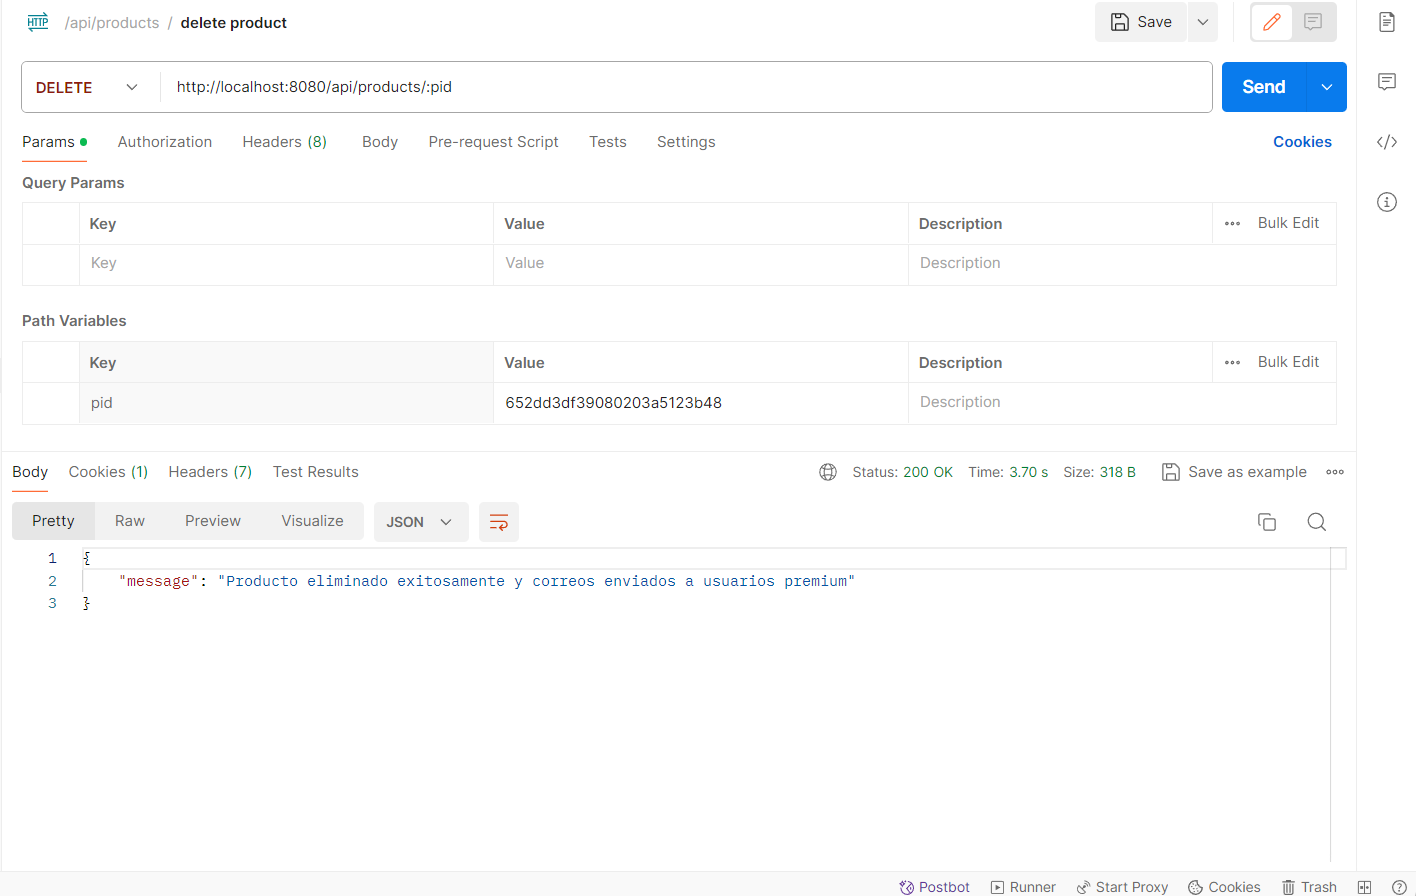 HTTP /api/products / delete product Save
DELETE http://localhost:8080/api/products/:pid Send
Params Authorization Headers (8) Body Pre-request Script Tests Settings Cookies
Query Params
Key Value Description Bulk Edit
Key Value Description
Path Variables
Key Value Description Bulk Edit
pid 652dd3df39080203a5123b48 Description
Body Cookies (1) Headers (7) Test Results Status: 200 OK Time: 3.70 s Size: 318 B Save as example
Pretty Raw Preview Visualize JSON
1 {
2 "message": "Producto eliminado exitosamente y correos enviados a usuarios premium"
3 }
Postbot Runner Start Proxy Cookies Trash